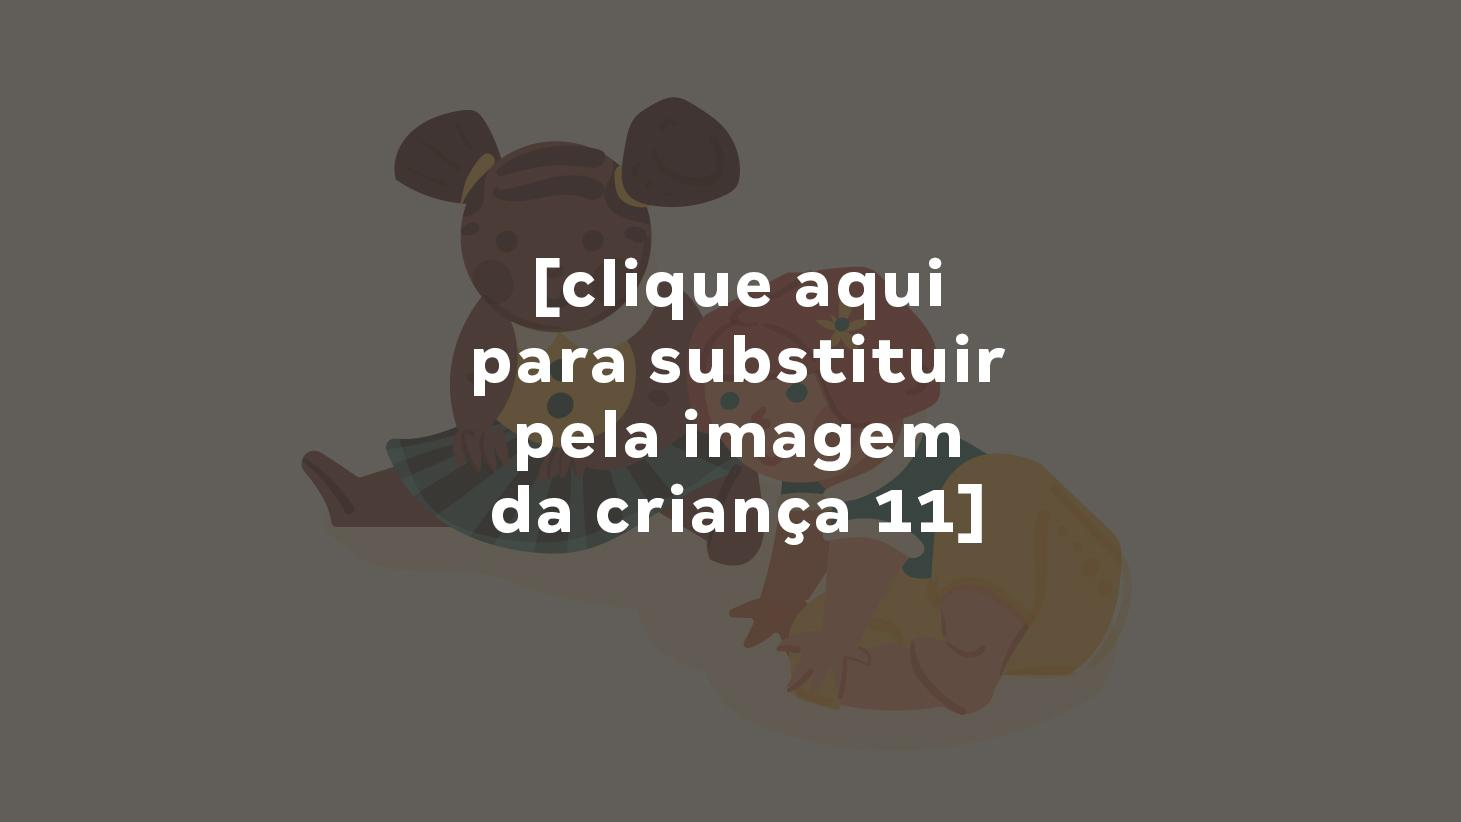 [clique aqui
para substituir
pela imagem
da criança 11]